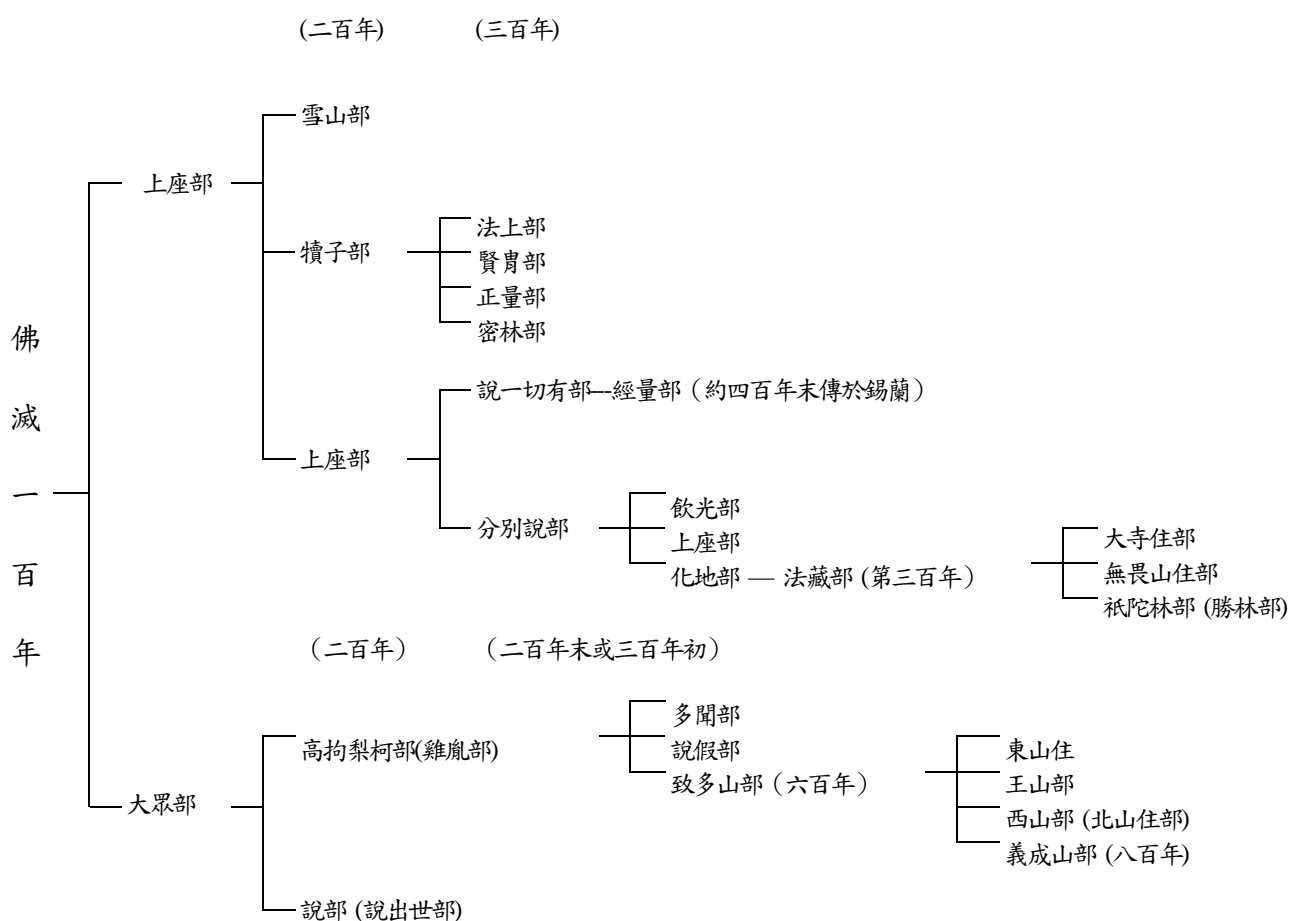 (二百年) (三百年)
雪山部
上座部
法上部
犢子部
賢冑部
正量部
密林部
佛滅一百年
說一切有部---經量部（約四百年末傳於錫蘭）
上座部
飲光部
分別說部
上座部
大寺住部
化地部 — 法藏部 (第三百年）
無畏山住部
祇陀林部 (勝林部)
（二百年） （二百年末或三百年初）
多聞部
高拘梨柯部(雞胤部)
說假部
東山住
致多山部（六百年）
王山部
大眾部
西山部 (北山住部)
義成山部 (八百年)
說部 (說出世部)